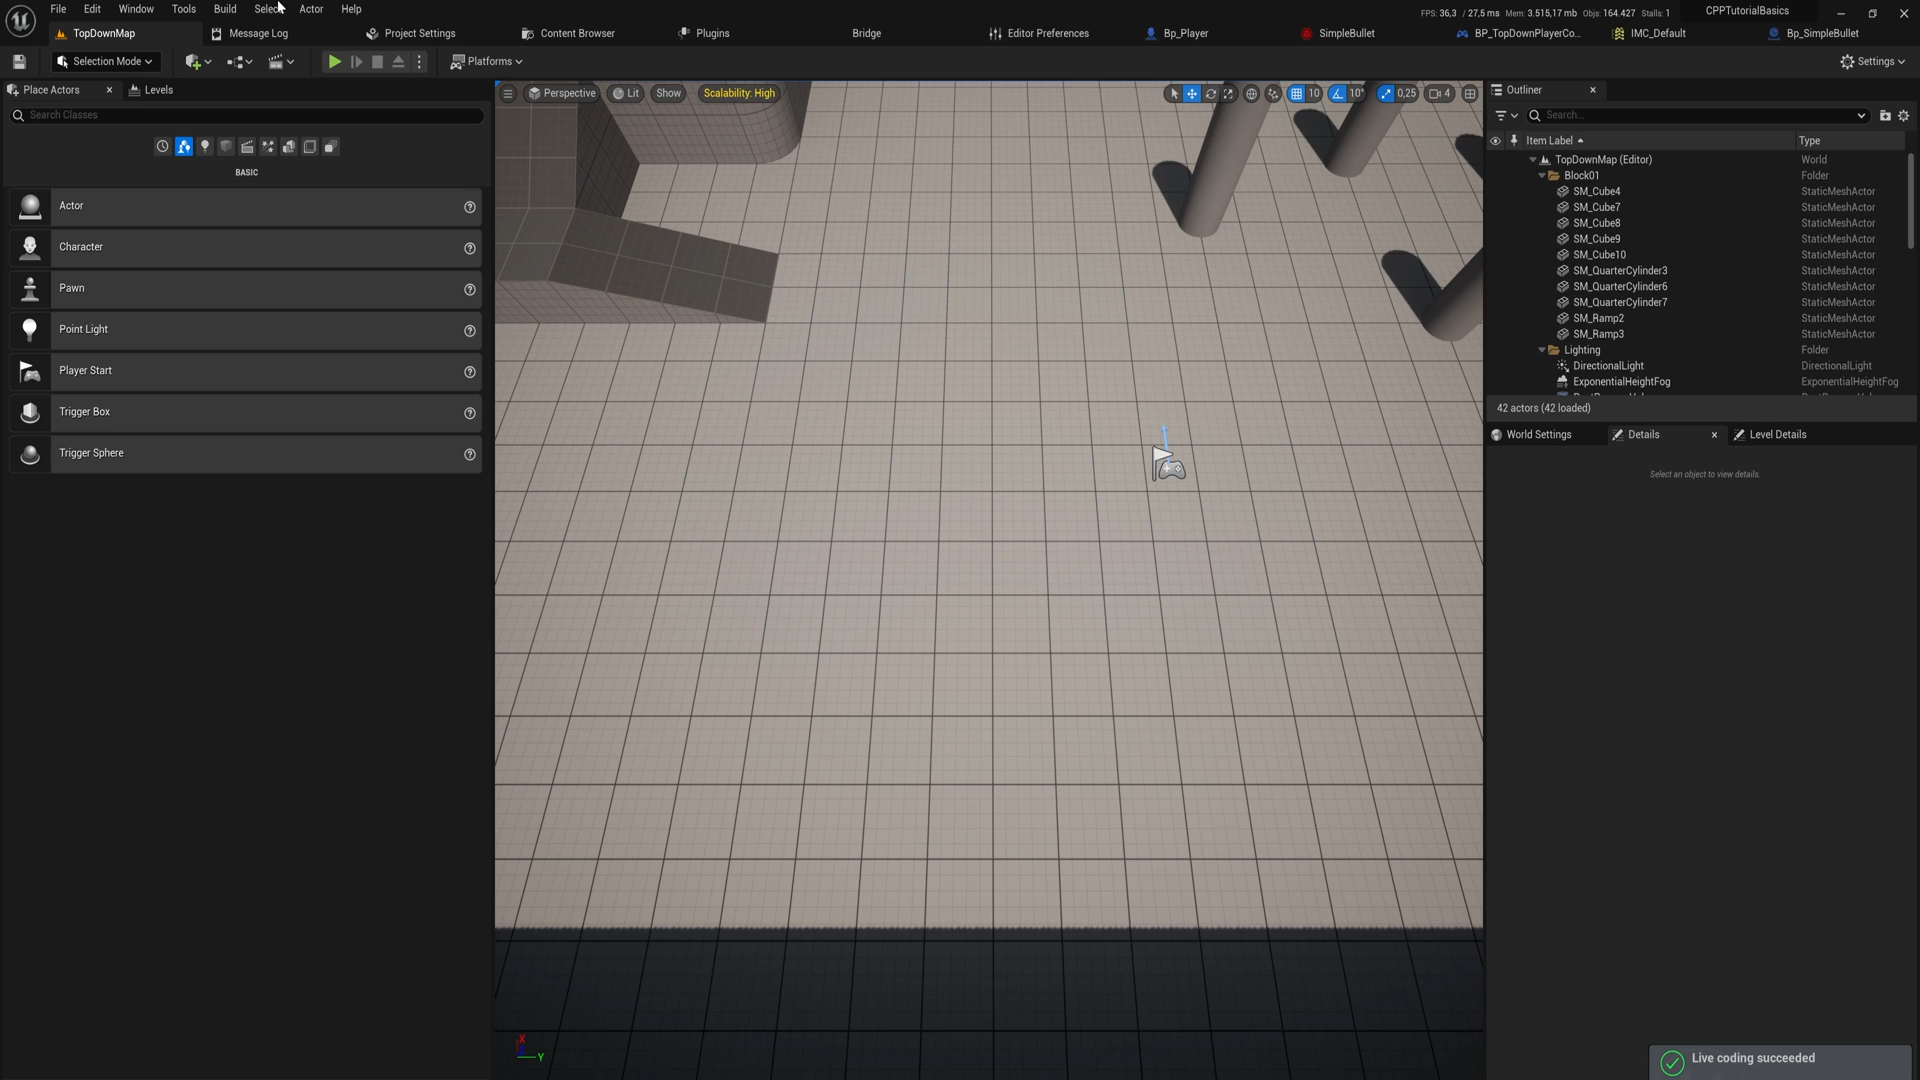 File Edit Window Tools Build Select Actor Help
FPS: 36,3 / 27,5 ms Mem: 3.515,17 mb Objs: 164.427 Stalls: 1
CPPTutorialBasics
TopDownMap Message Log Project Settings Content Browser Plugins Bridge Editor Preferences Bp_Player SimpleBullet BP_TopDownPlayerCo... IMC_Default Bp_SimpleBullet
Selection Mode Platforms Settings
Place Actors Levels
Search Classes
BASIC
Actor
Character
Pawn
Point Light
Player Start
Trigger Box
Trigger Sphere
Perspective Lit Show Scalability: High 10 10° 0,25 4
X
Y
Outliner
Search...
Item Label Type
TopDownMap (Editor) World
Block01 Folder
SM_Cube4 StaticMeshActor
SM_Cube7 StaticMeshActor
SM_Cube8 StaticMeshActor
SM_Cube9 StaticMeshActor
SM_Cube10 StaticMeshActor
SM_QuarterCylinder3 StaticMeshActor
SM_QuarterCylinder6 StaticMeshActor
SM_QuarterCylinder7 StaticMeshActor
SM_Ramp2 StaticMeshActor
SM_Ramp3 StaticMeshActor
Lighting Folder
DirectionalLight DirectionalLight
ExponentialHeightFog ExponentialHeightFog
42 actors (42 loaded)
World Settings Details Level Details
Select an object to view details.
Live coding succeeded